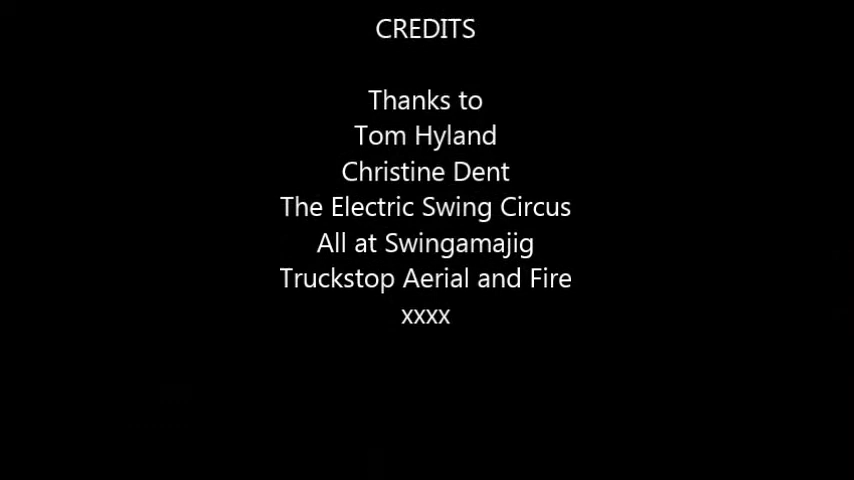 CREDITS
Thanks to
Tom Hyland
Christine Dent
The Electric Swing Circus
All at Swingamajig
Truckstop Aerial and Fire
xxxx